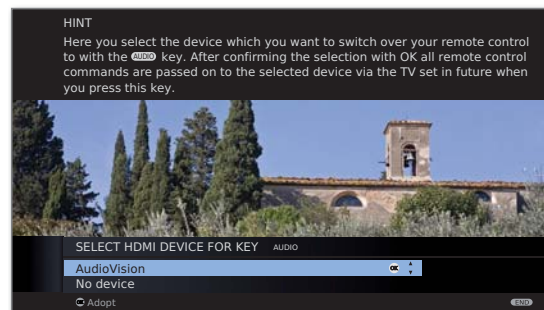 HINT
Here you select the device which you want to switch over your remote control
to with the AUDIO key. After confirming the selection with OK all remote control
commands are passed on to the selected device via the TV set in future when
you press this key.
SELECT HDMI DEVICE FOR KEY AUDIO
AudioVision OK
No device
OK Adopt END